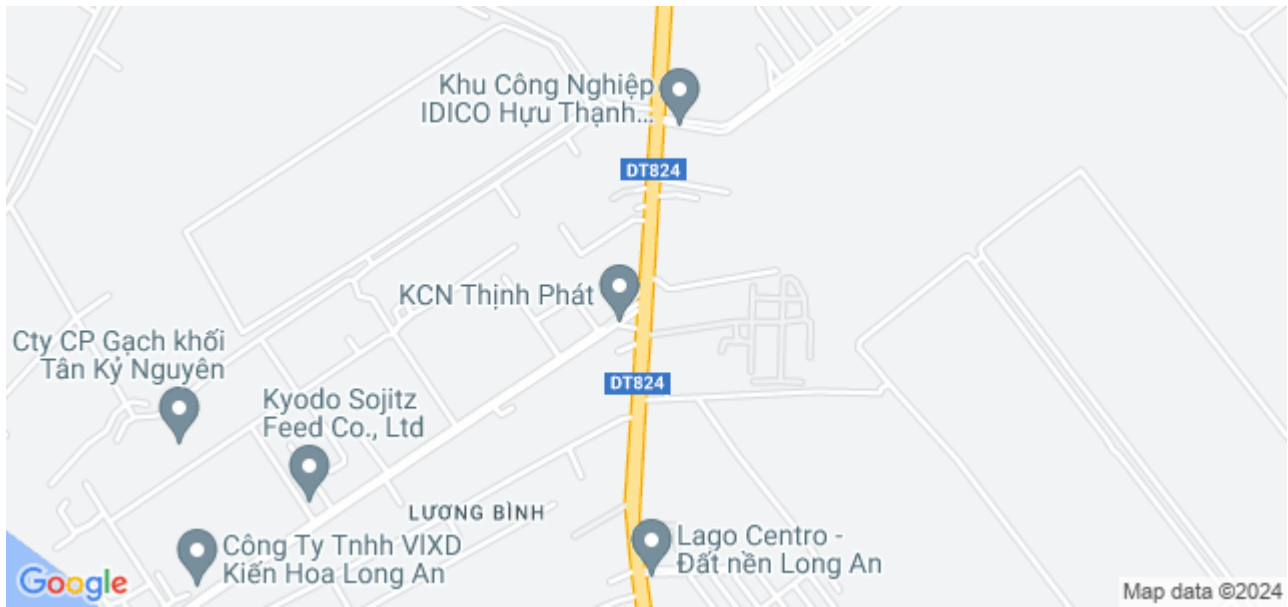 Khu Công Nghiệp
IDICO Hựu Thạnh...
DT824
KCN Thịnh Phát
Cty CP Gạch khối
Tân Kỷ Nguyên
DT824
Kyodo Sojitz
Feed Co., Ltd
LƯƠNG BÌNH
Công Ty Tnhh VIXD
Kiến Hoa Long An
Lago Centro -
Đất nền Long An
Google
Map data ©2024